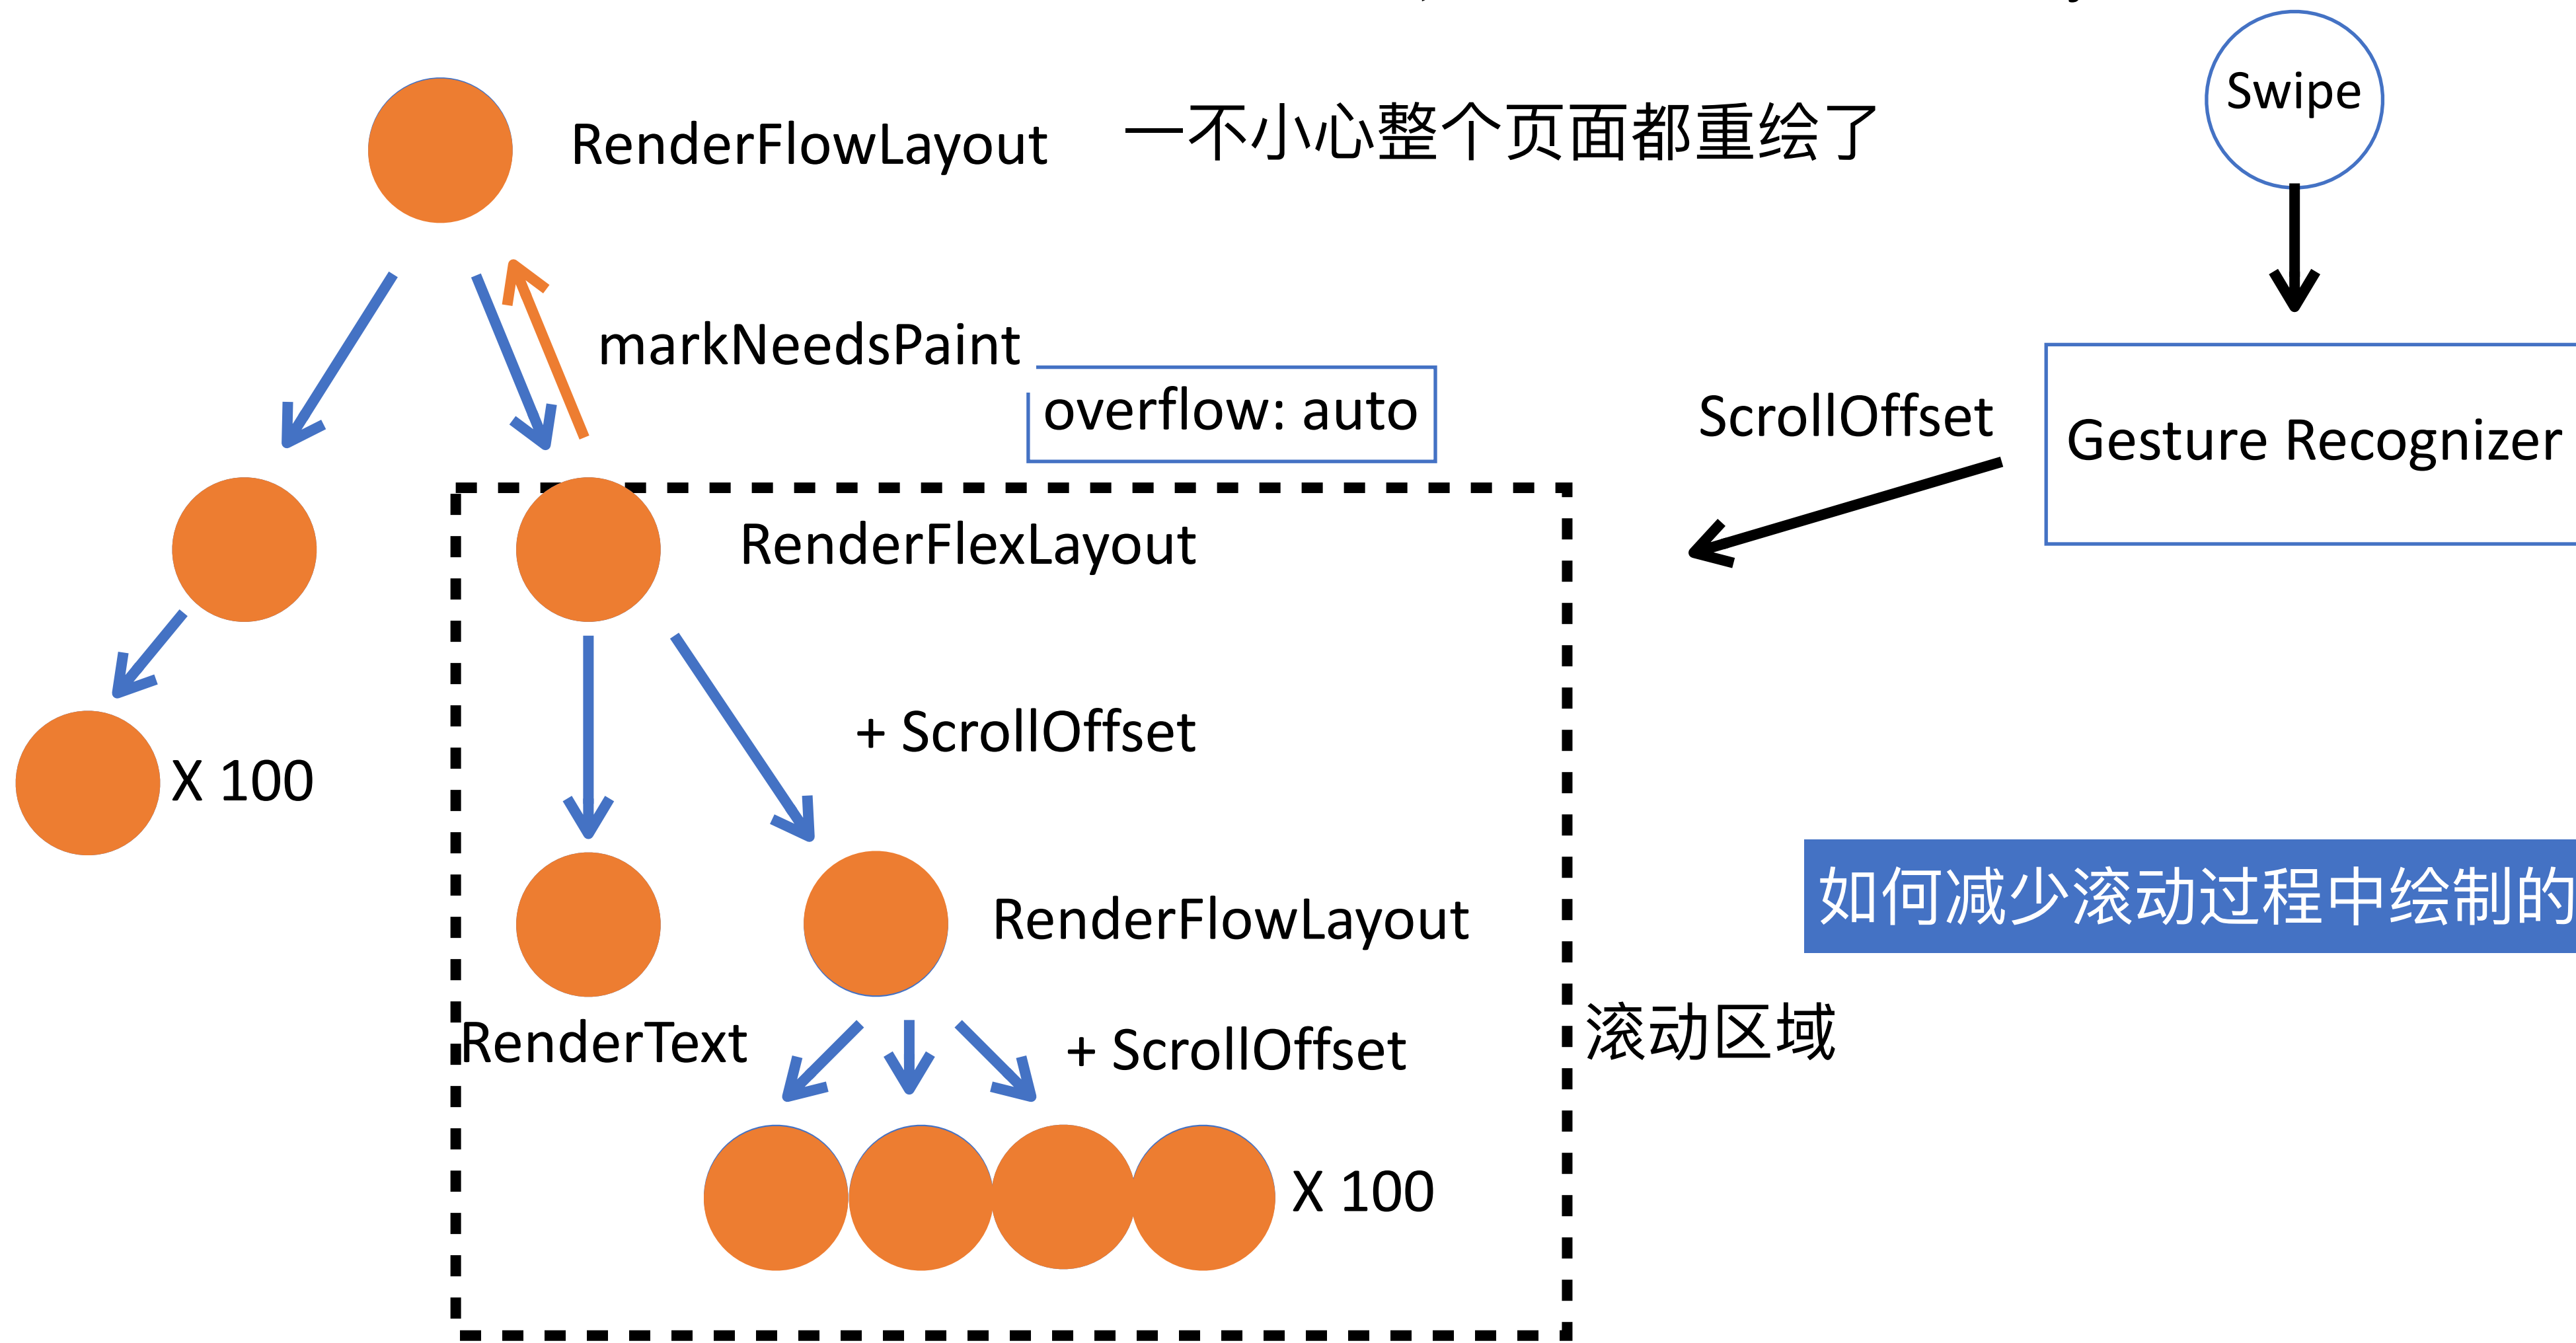 Swipe
RenderFlowLayout
一不小心整个页面都重绘了
markNeedsPaint
overflow: auto
ScrollOffset
Gesture Recognizer
RenderFlexLayout
+ ScrollOffset
X 100
如何减少滚动过程中绘制的
RenderFlowLayout
滚动区域
RenderText
+ ScrollOffset
X 100